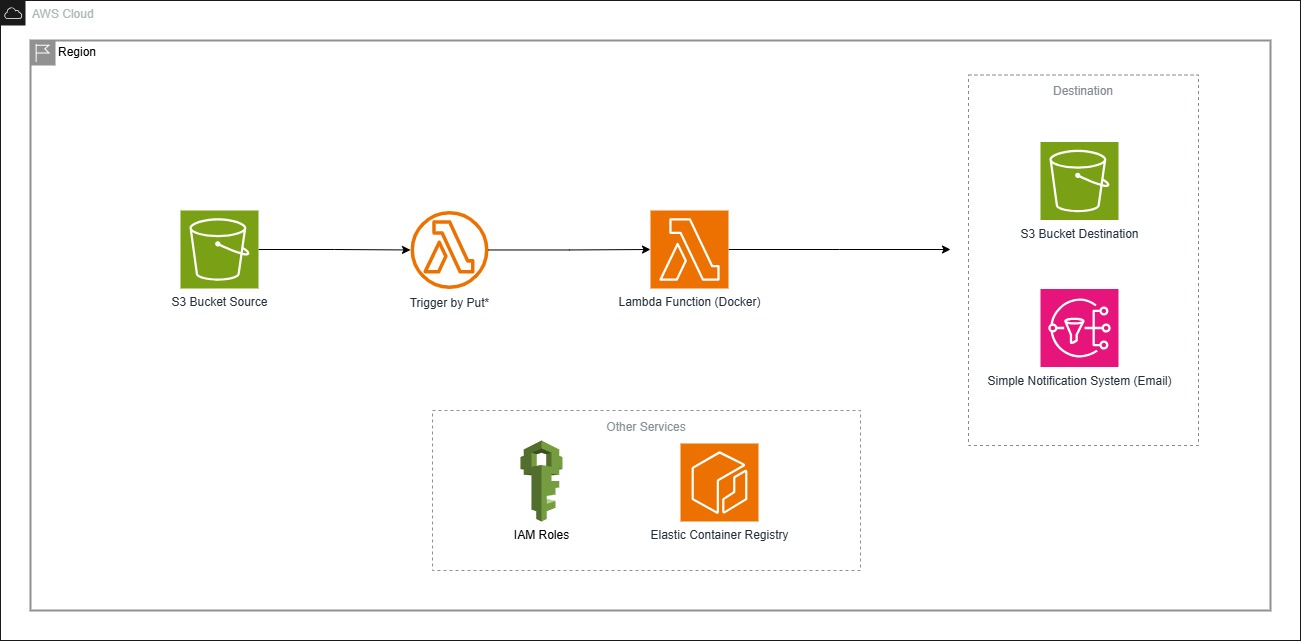 AWS Cloud
Region
Destination
S3 Bucket Destination
S3 Bucket Source
Trigger by Put*
Lambda Function (Docker)
Simple Notification System (Email)
Other Services
IAM Roles
Elastic Container Registry